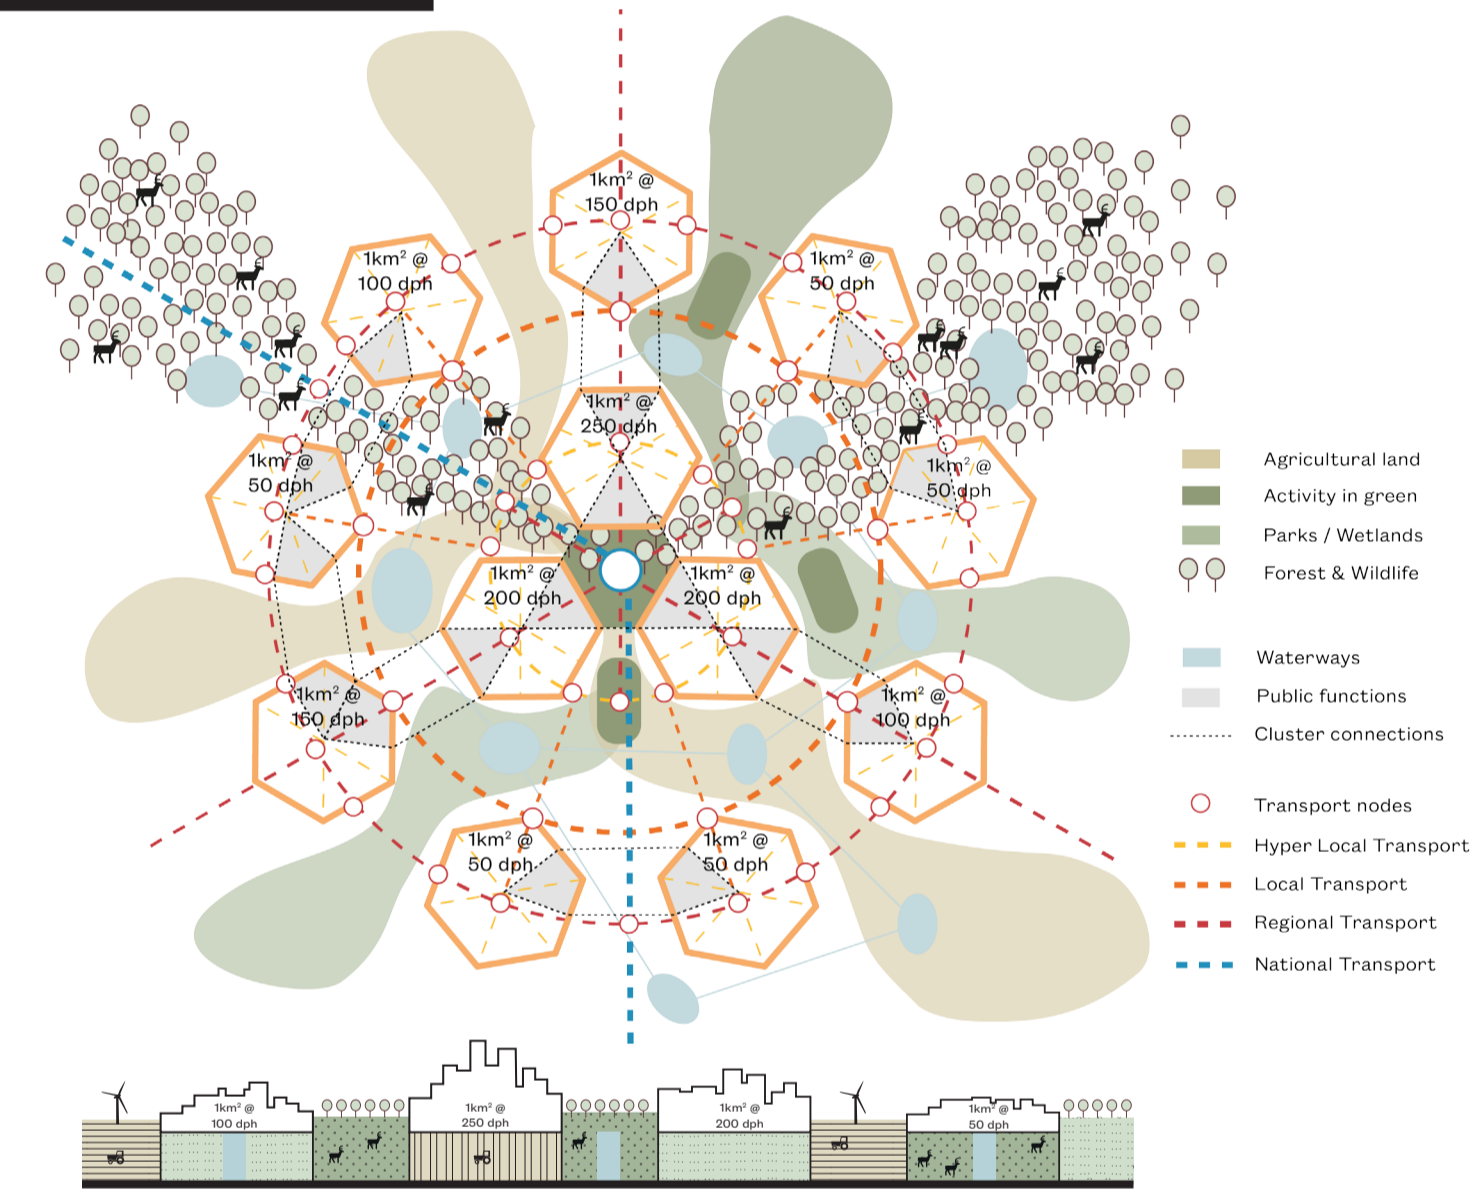 1km² @
150 dph
1km² @
100 dph
1km² @
50 dph
1km² @
250 dph
1km² @
50 dph
1km² @
50 dph
1km² @
200 dph
1km² @
200 dph
1km² @
150 dph
1km² @
100 dph
1km² @
50 dph
1km² @
50 dph
Agricultural land
Activity in green
Parks / Wetlands
Forest & Wildlife
Waterways
Public functions
Cluster connections
Transport nodes
Hyper Local Transport
Local Transport
Regional Transport
National Transport
1km² @
100 dph
1km² @
250 dph
1km² @
200 dph
1km² @
50 dph